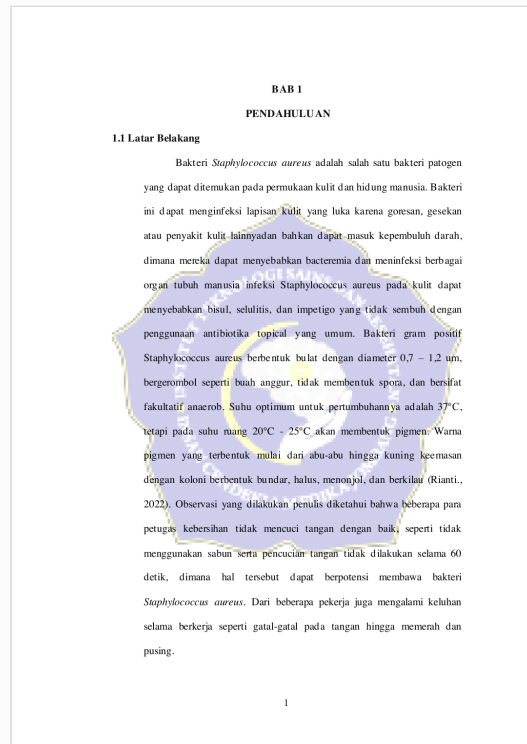 BAB 1
PENDAHULUAN
1.1 Latar Belakang
Bakteri Staphylococcus aureus adalah salah satu bakteri patogen
yang dapat ditemukan pada permukaan kulit dan hidung manusia. Bakteri
ini dapat menginfeksi lapisan kulit yang luka karena goresan, gesekan
atau penyakit kulit lainnyadan bahkan dapat masuk kepembuluh darah,
dimana mereka dapat menyebabkan bacteremia dan meninfeksi berbagai
organ tubuh manusia infeksi Staphylococcus aureus pada kulit dapat
menyebabkan bisul, selulitis, dan impetigo yang tidak sembuh dengan
penggunaan antibiotika topical yang umum. Bakteri gram positif
Staphylococcus aureus berbentuk bulat dengan diameter 0,7 – 1,2 um,
bergerombol seperti buah anggur, tidak membentuk spora, dan bersifat
fakultatif anaerob. Suhu optimum untuk pertumbuhannya adalah 37°C,
tetapi pada suhu ruang 20°C - 25°C akan membentuk pigmen. Warna
pigmen yang terbentuk mulai dari abu-abu hingga kuning keemasan
dengan koloni berbentuk bundar, halus, menonjol, dan berkilau (Rianti.,
2022). Observasi yang dilakukan penulis diketahui bahwa beberapa para
petugas kebersihan tidak mencuci tangan dengan baik, seperti tidak
menggunakan sabun serta pencucian tangan tidak dilakukan selama 60
detik, dimana hal tersebut dapat berpotensi membawa bakteri
Staphylococcus aureus. Dari beberapa pekerja juga mengalami keluhan
selama berkerja seperti gatal-gatal pada tangan hingga memerah dan
pusing.
1